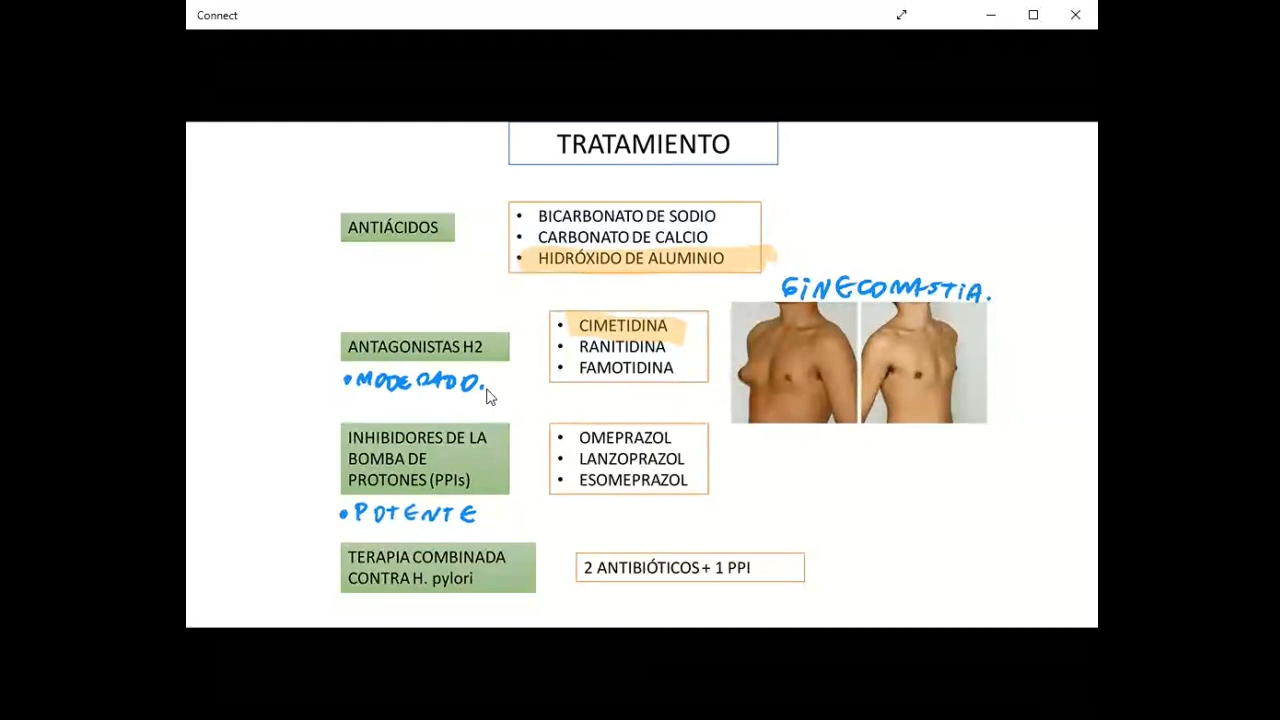 Connect
TRATAMIENTO
ANTIÁCIDOS
• BICARBONATO DE SODIO
• CARBONATO DE CALCIO
• HIDRÓXIDO DE ALUMINIO
GINECOMASTIA.
ANTAGONISTAS H2
• MODERADO.
• CIMETIDINA
• RANITIDINA
• FAMOTIDINA
INHIBIDORES DE LA
BOMBA DE
PROTONES (PPIs)
• POTENTE
• OMEPRAZOL
• LANZOPRAZOL
• ESOMEPRAZOL
TERAPIA COMBINADA
CONTRA H. pylori
2 ANTIBIÓTICOS + 1 PPI